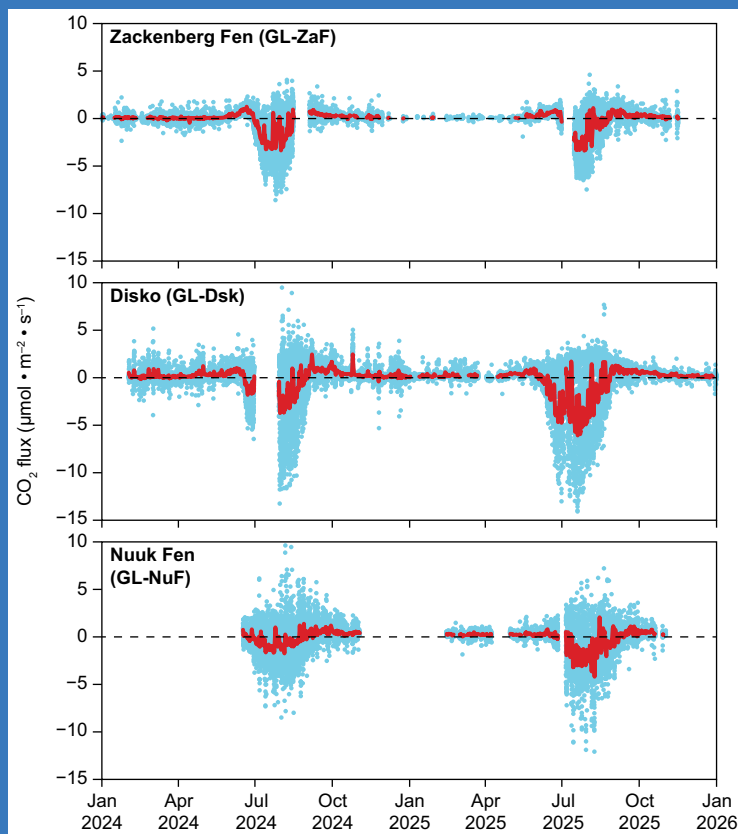 Zackenberg Fen (GL-ZaF)
10
5
0
−5
−10
−15
Disko (GL-Dsk)
10
5
0
−5
−10
−15
CO₂ flux (μmol • m⁻² • s⁻¹)
Nuuk Fen
(GL-NuF)
10
5
0
−5
−10
−15
Jan Apr Jul Oct Jan Apr Jul Oct Jan
2024 2024 2024 2024 2025 2025 2025 2025 2026